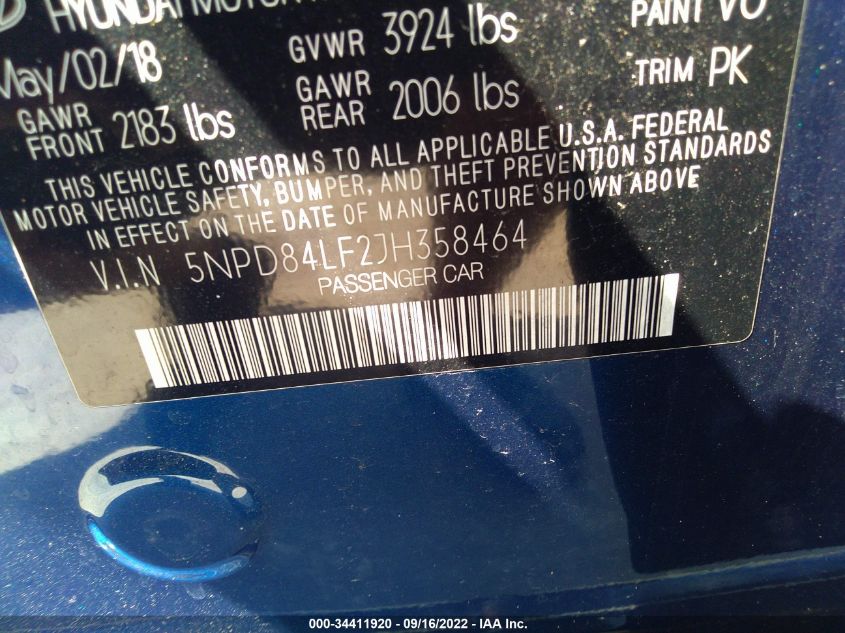 HYUNDAI MOTOR
May/02/18 GVWR 3924 lbs PAINT
GAWR FRONT 2183 lbs GAWR REAR 2006 lbs TRIM PK
THIS VEHICLE CONFORMS TO ALL APPLICABLE U.S.A. FEDERAL
MOTOR VEHICLE SAFETY, BUMPER, AND THEFT PREVENTION STANDARDS
IN EFFECT ON THE DATE OF MANUFACTURE SHOWN ABOVE
V.I.N 5NPD84LF2JH358464
PASSENGER CAR
000-34411920 - 09/16/2022 - IAA Inc.